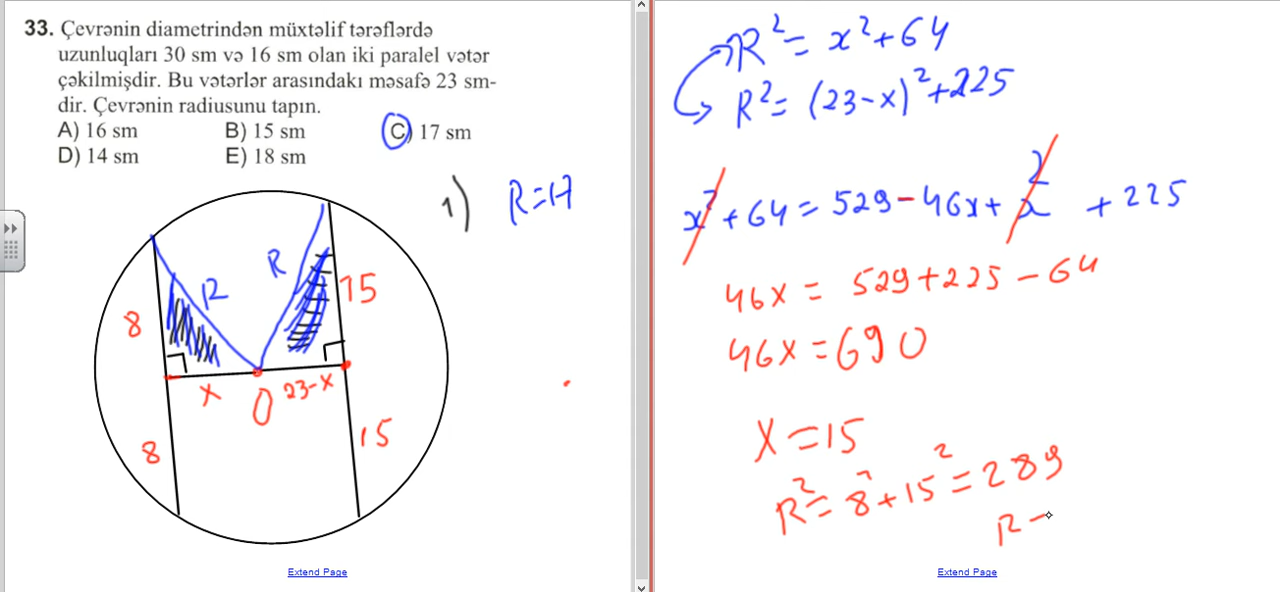 33. Çevrənin diametrindən müxtəlif tərəflərdə
uzunluqları 30 sm və 16 sm olan iki paralel vətər
çəkilmişdir. Bu vətərlər arasındakı məsafə 23 sm-
dir. Çevrənin radiusunu tapın.
A) 16 sm B) 15 sm C) 17 sm
D) 14 sm E) 18 sm
1) R=17
R R
8 15
X O 23-X
8 15
Extend Page
R²= x²+64
R²= (23-x)²+225
x²+64= 529-46x+x² +225
46x= 529+225-64
46x=690
X=15
R²=8²+15²=289
R-
Extend Page